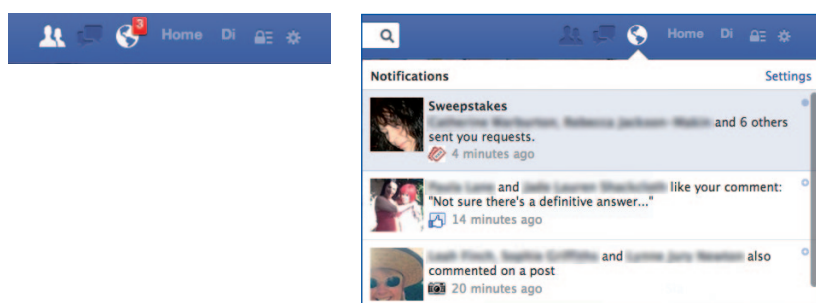 3
Home Di
Home Di
Notifications Settings
Sweepstakes
and 6 others
sent you requests.
4 minutes ago
and like your comment:
"Not sure there's a definitive answer..."
14 minutes ago
and also
commented on a post
20 minutes ago